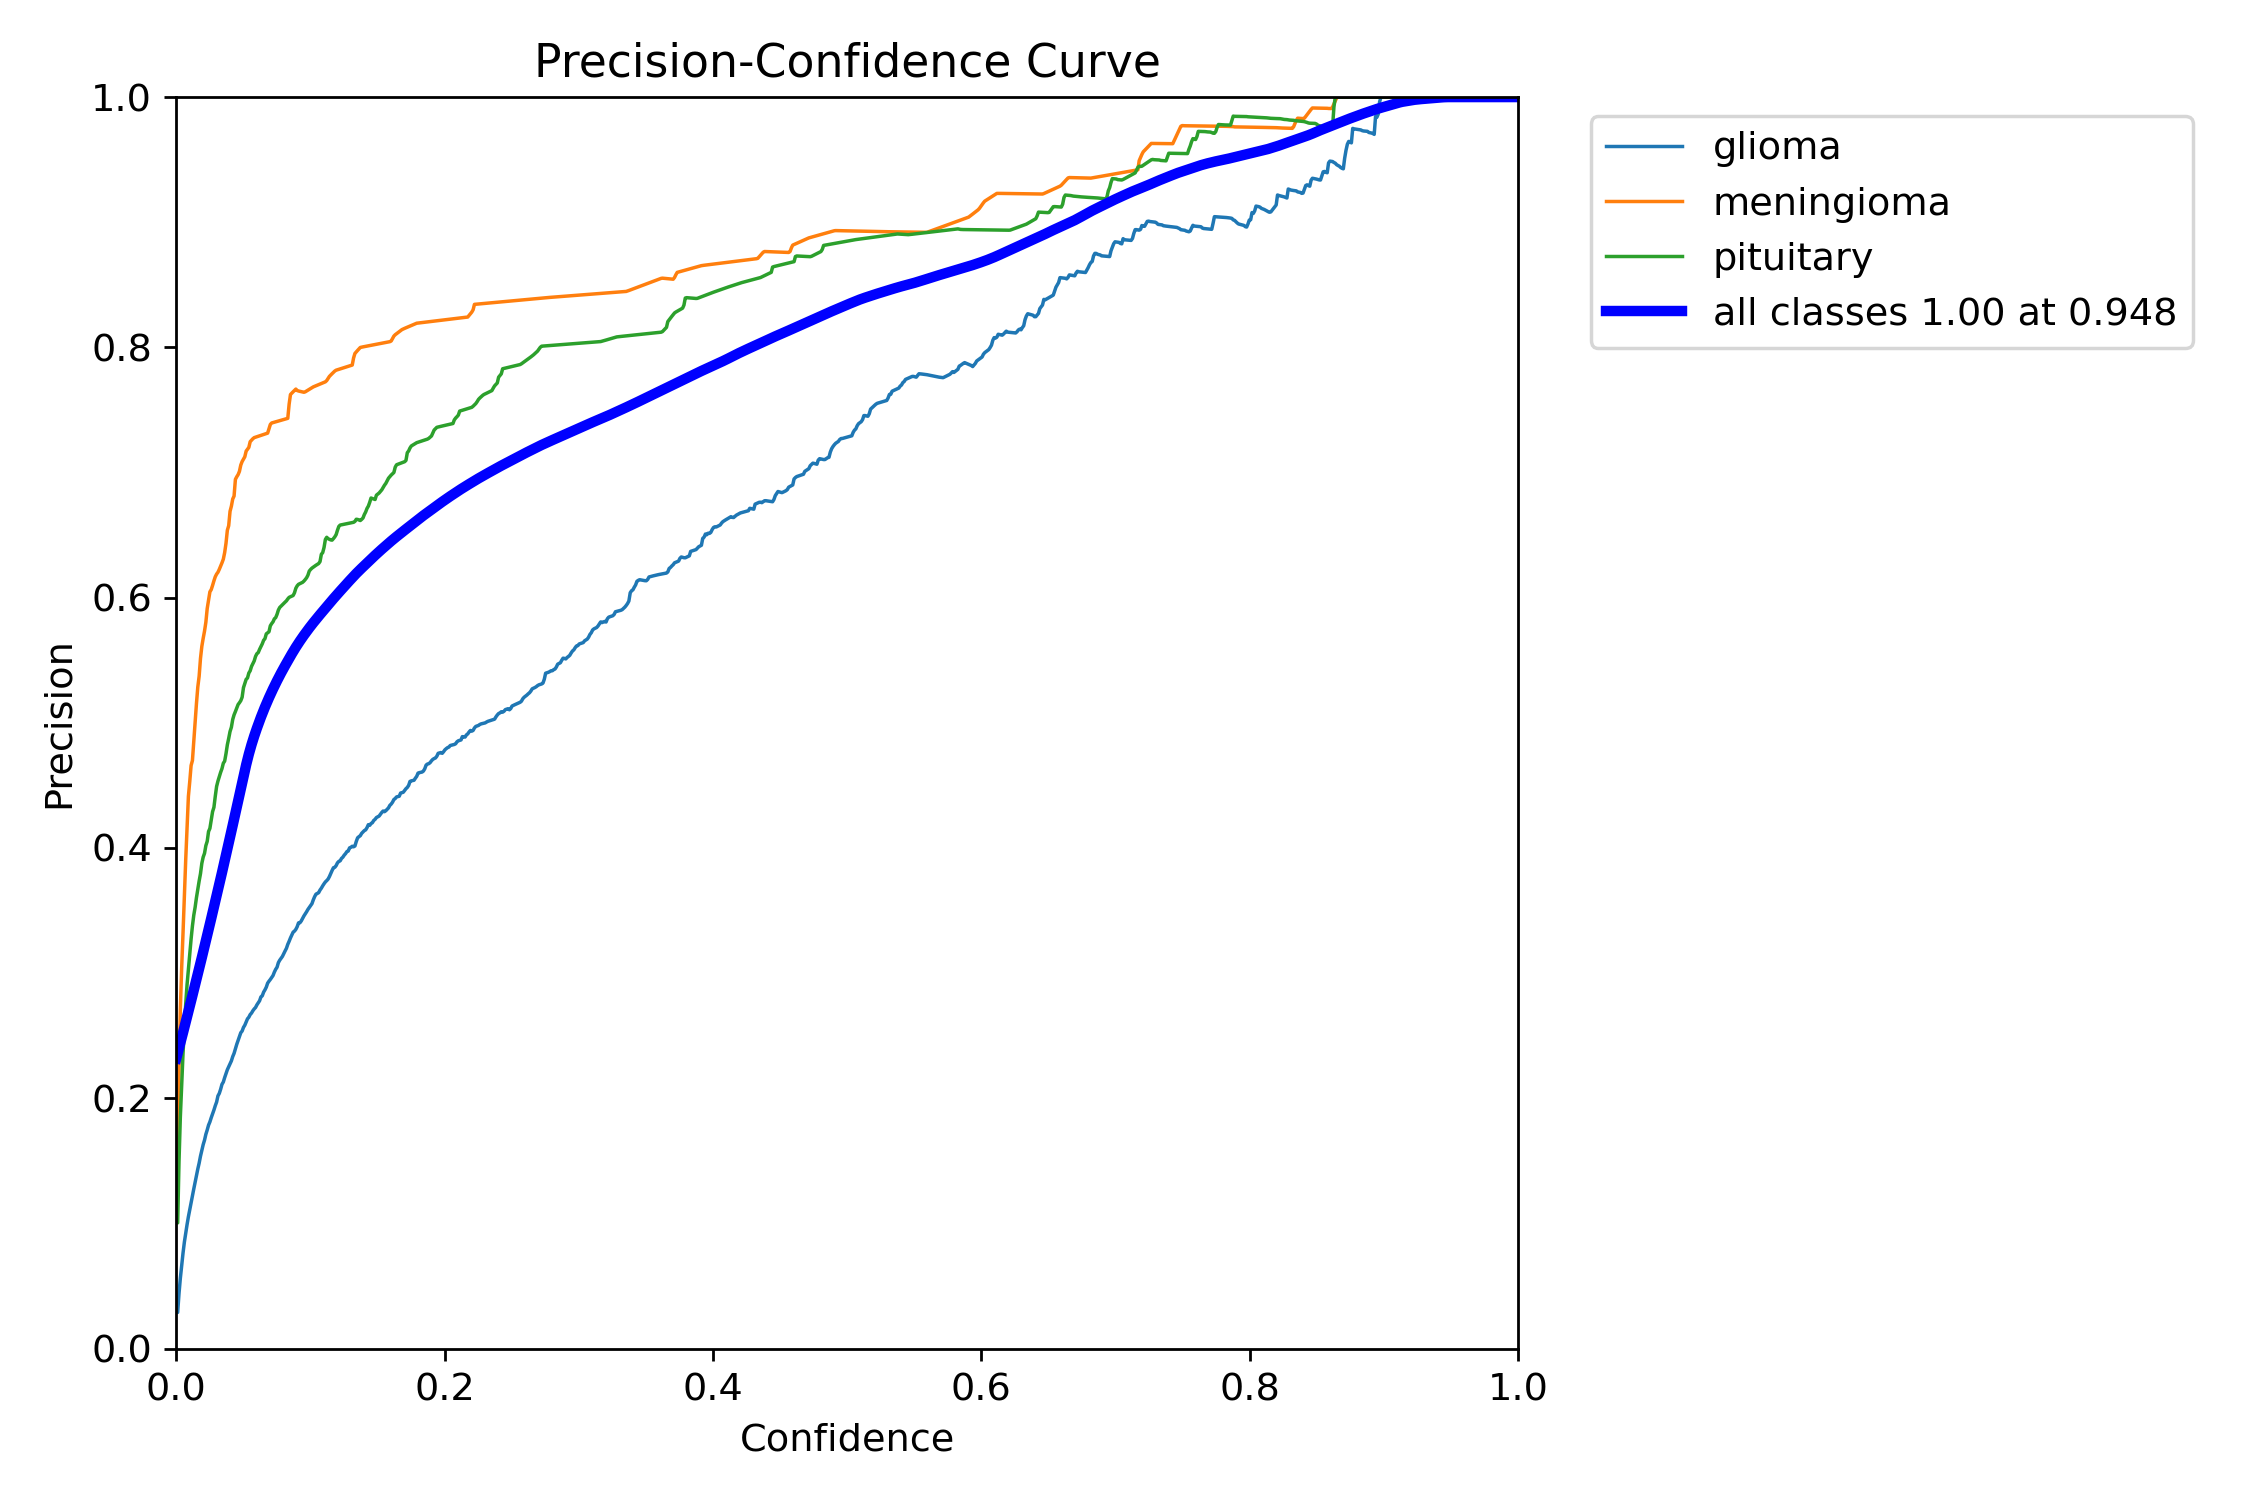 Precision-Confidence Curve
1.0
0.8
0.6
0.4
0.2
0.0
Precision
0.0 0.2 0.4 0.6 0.8 1.0
Confidence
glioma
meningioma
pituitary
all classes 1.00 at 0.948